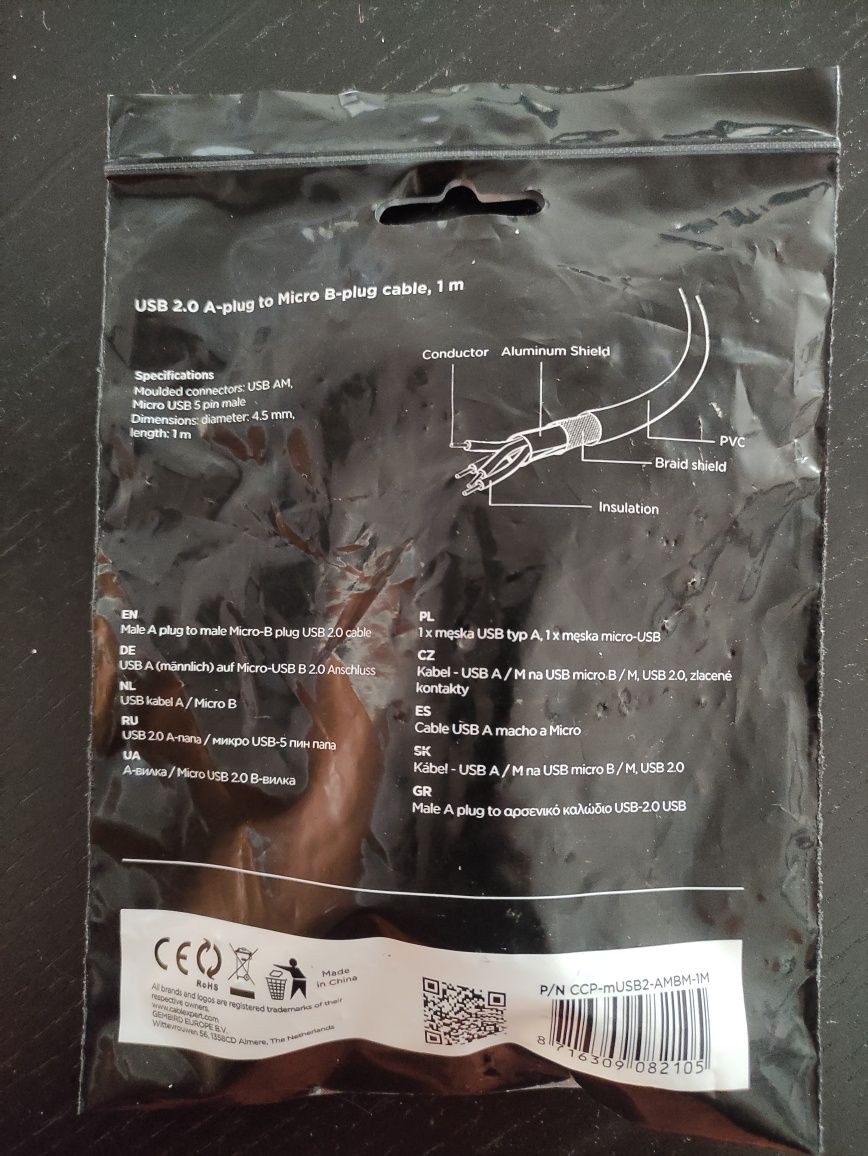 USB 2.0 A-plug to Micro B-plug cable, 1 m
Specifications
Moulded connectors: USB AM,
Micro USB 5 pin male
Dimensions: diameter: 4.5 mm,
length: 1 m
Conductor
Aluminum Shield
PVC
Braid shield
Insulation
EN
Male A plug to male Micro-B plug USB 2.0 cable
DE
USB A (männlich) auf Micro-USB B 2.0 Anschluss
NL
USB kabel A / Micro B
RU
USB 2.0 A-папа / микро USB-5 пин папа
UA
А-вилка / Micro USB 2.0 В-вилка
PL
1 x męska USB typ A, 1 x męska micro-USB
CZ
Kabel - USB A / M na USB micro B / M, USB 2.0, zlacené
kontakty
ES
Cable USB A macho a Micro
SK
Kábel - USB A / M na USB micro B / M, USB 2.0
GR
Male A plug to αρσενικό καλώδιο USB-2.0 USB
CE
RoHS
Made
in China
All brands and logos are registered trademarks of their
respective owners.
www.cablexpert.com
GEMBIRD EUROPE B.V.
Wittevrouwen 56, 1358CD Almere, The Netherlands
P/N CCP-mUSB2-AMBM-1M
8 716309 082105